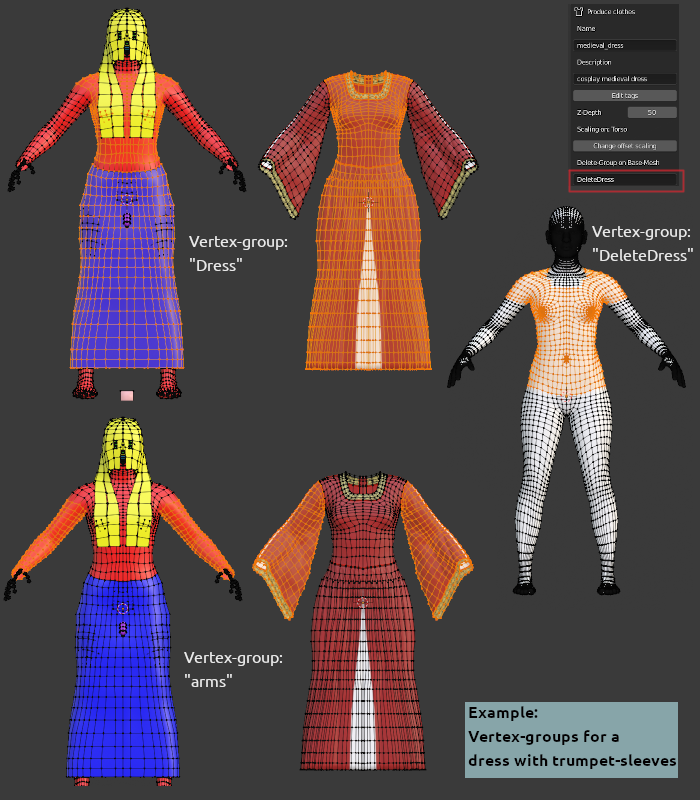 Produce clothes
Name
medieval_dress
Description
cosplay medieval dress
Edit tags
Z-Depth 50
Scaling on: Torso
Change offset scaling
Delete-Group on Base-Mesh
DeleteDress
Vertex-group:
"Dress"
Vertex-group:
"DeleteDress"
Vertex-group:
"arms"
Example:
Vertex-groups for a
dress with trumpet-sleeves